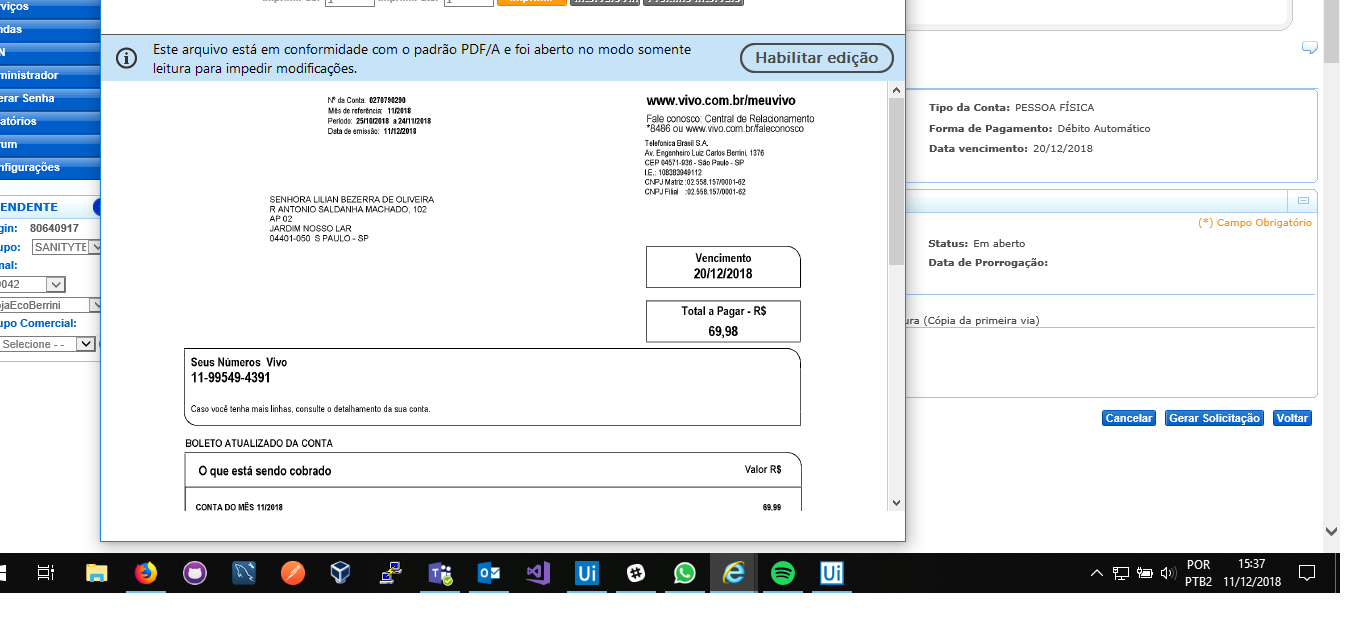 Este arquivo está em conformidade com o padrão PDF/A e foi aberto no modo somente
leitura para impedir modificações.
Habilitar edição
Nº da Conta: 0270790290
Mês de referência: 11/2018
Período: 25/10/2018 a 24/11/2018
Data de emissão: 11/12/2018
www.vivo.com.br/meuvivo
Fale conosco: Central de Relacionamento
*8486 ou www.vivo.com.br/faleconosco
Telefonica Brasil S.A.
Av. Engenheiro Luiz Carlos Berrini, 1376
CEP 04571-936 - São Paulo - SP
I.E.: 108383949112
CNPJ Matriz :02.558.157/0001-62
CNPJ Filial :02.558.157/0001-62
SENHORA LILIAN BEZERRA DE OLIVEIRA
R ANTONIO SALDANHA MACHADO, 102
AP 02
JARDIM NOSSO LAR
04401-050 S PAULO - SP
Vencimento
20/12/2018
Total a Pagar - R$
69,98
Seus Números Vivo
11-99549-4391
Caso você tenha mais linhas, consulte o detalhamento da sua conta.
BOLETO ATUALIZADO DA CONTA
O que está sendo cobrado Valor R$
CONTA DO MÊS 11/2018 69,99
rviços
ndas
N
ministrador
erar Senha
atórios
rum
nfigurações
ENDENTE
gin: 80640917
upo: SANITYTE
nal:
0042
ojaEcoBerrini
upo Comercial:
Selecione - -
Tipo da Conta: PESSOA FÍSICA
Forma de Pagamento: Débito Automático
Data vencimento: 20/12/2018
(*) Campo Obrigatório
Status: Em aberto
Data de Prorrogação:
ura (Cópia da primeira via)
Cancelar Gerar Solicitação Voltar
Ui
Ui
POR
PTB2
15:37
11/12/2018